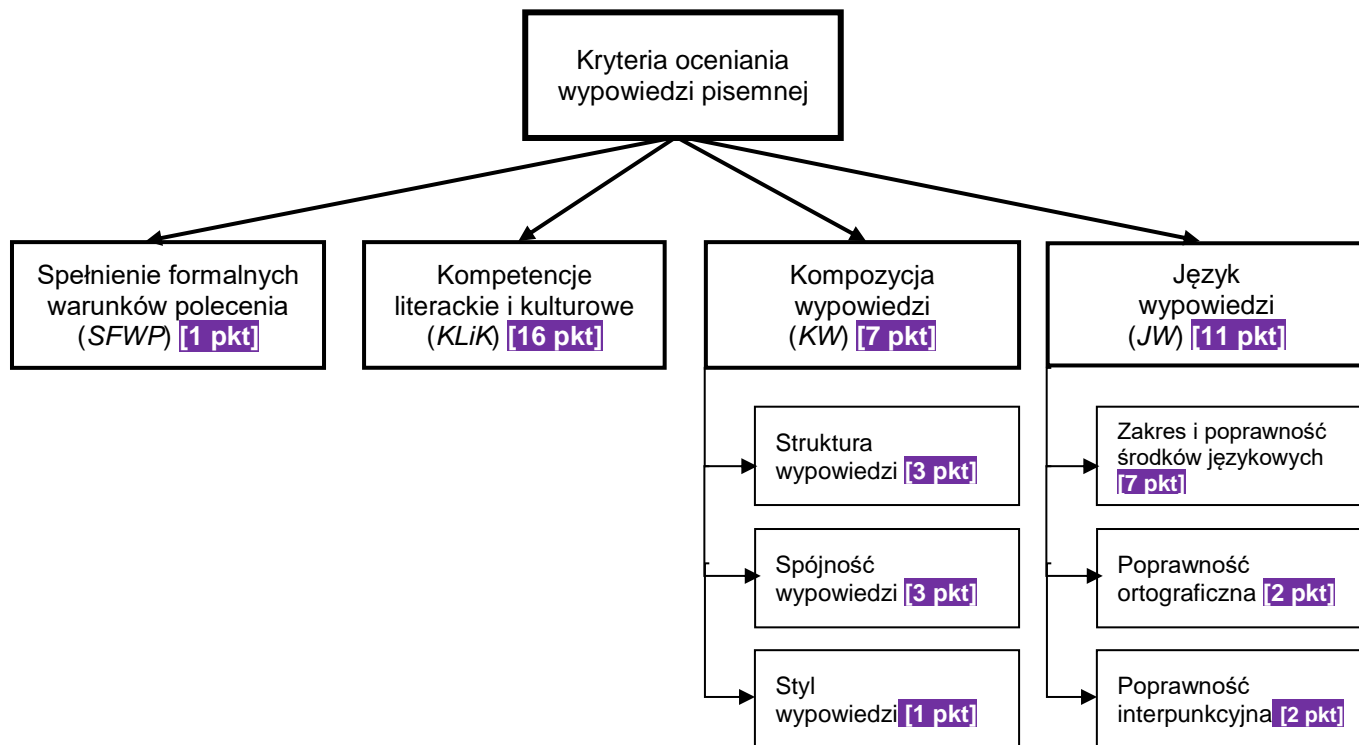 Kryteria oceniania
wypowiedzi pisemnej
Spełnienie formalnych
warunków polecenia
(SFWP) [1 pkt]
Kompetencje
literackie i kulturowe
(KLiK) [16 pkt]
Kompozycja
wypowiedzi
(KW) [7 pkt]
Język
wypowiedzi
(JW) [11 pkt]
Struktura
wypowiedzi [3 pkt]
Spójność
wypowiedzi [3 pkt]
Styl
wypowiedzi [1 pkt]
Zakres i poprawność
środków językowych
[7 pkt]
Poprawność
ortograficzna [2 pkt]
Poprawność
interpunkcyjna [2 pkt]